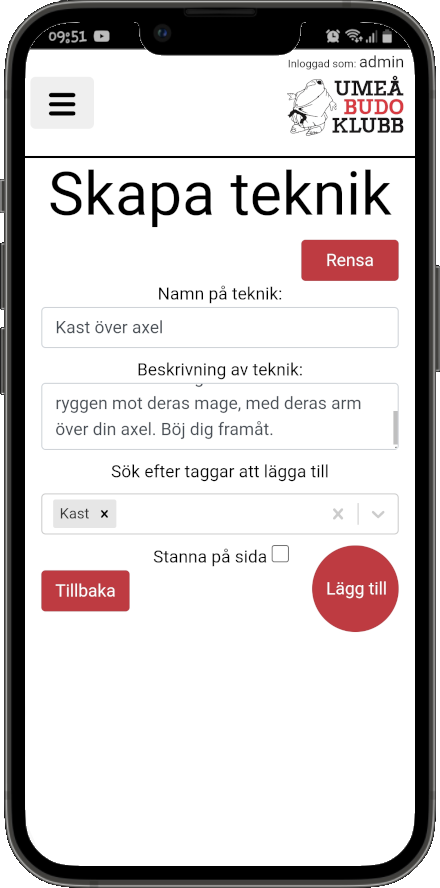 09:51
Inloggad som: admin
UMEÅ
BUDO
KLUBB
Skapa teknik
Rensa
Namn på teknik:
Kast över axel
Beskrivning av teknik:
ryggen mot deras mage, med deras arm
över din axel. Böj dig framåt.
Sök efter taggar att lägga till
Kast ×
Stanna på sida
Tillbaka
Lägg till